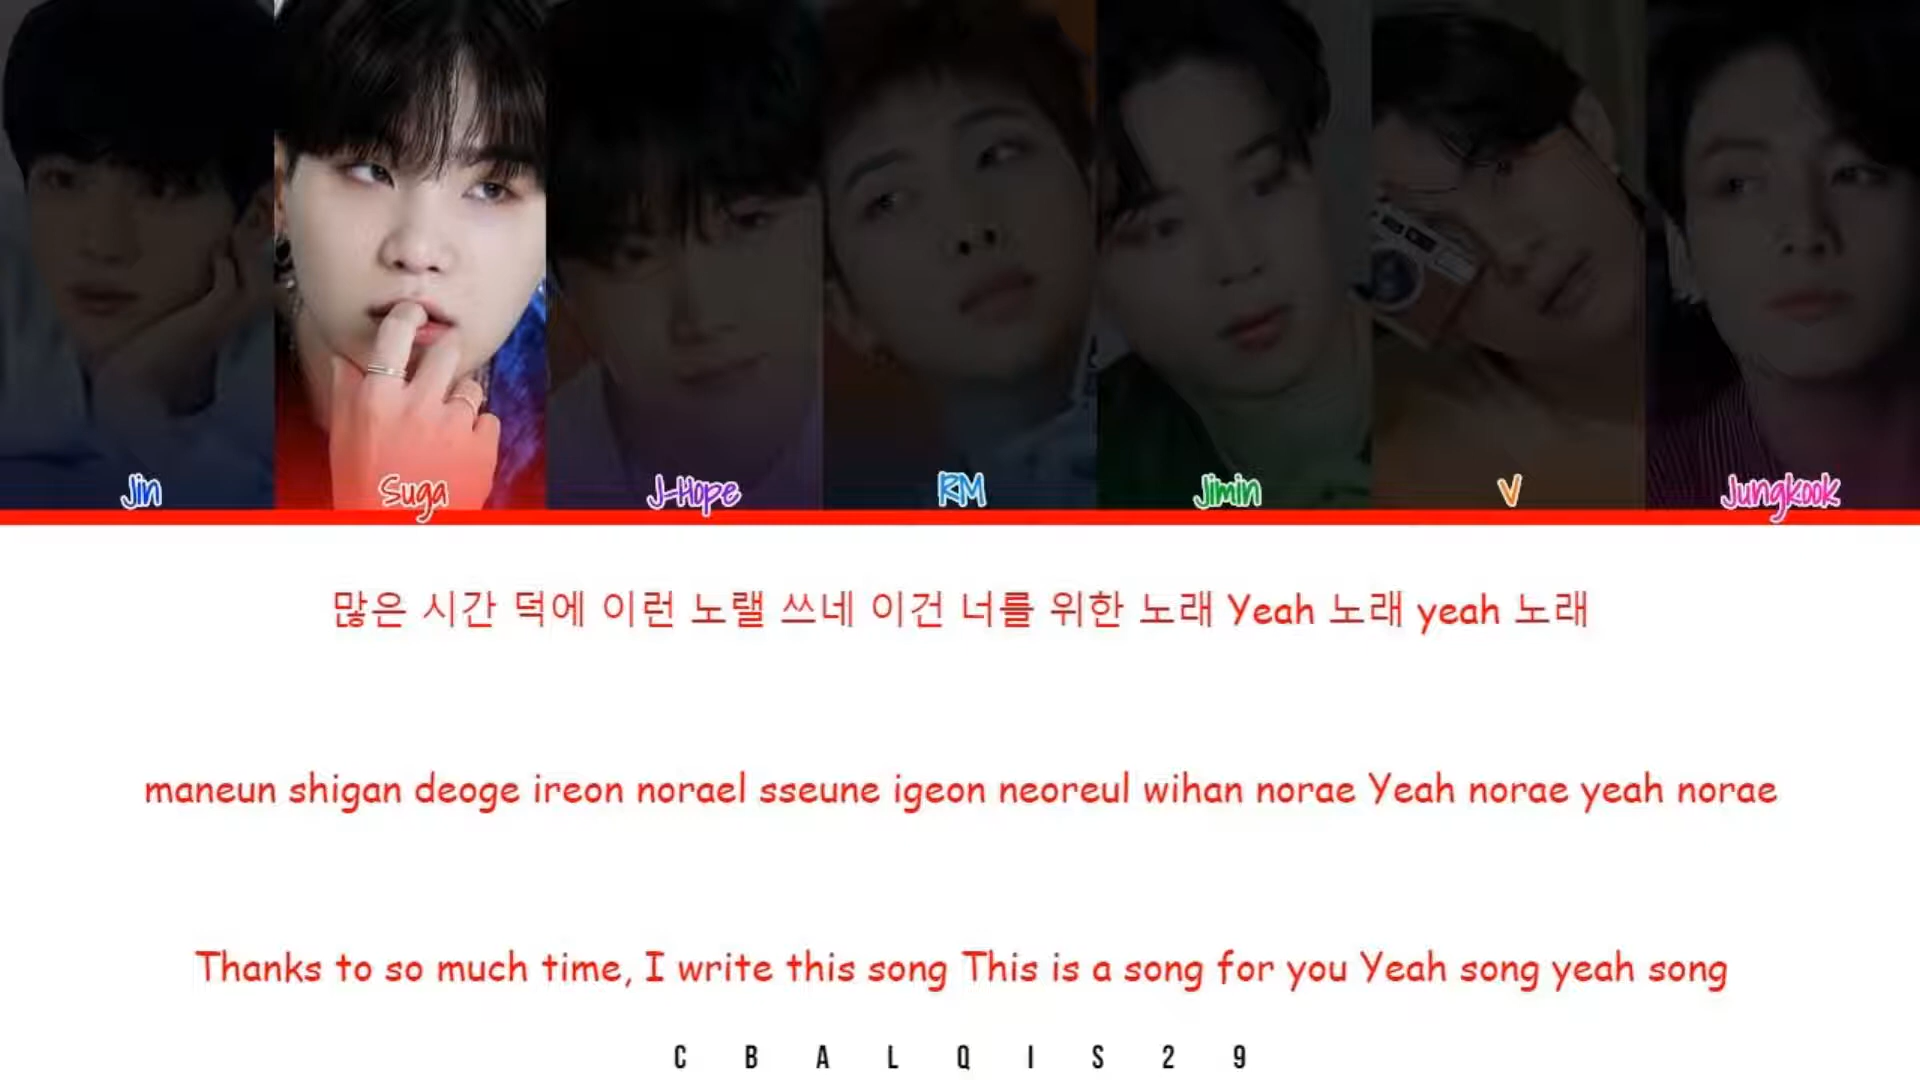 Jin Suga J-Hope RM Jimin V Jungkook
많은 시간 덕에 이런 노랠 쓰네 이건 너를 위한 노래 Yeah 노래 yeah 노래
maneun shigan deoge ireon norael sseune igeon neoreul wihan norae Yeah norae yeah norae
Thanks to so much time, I write this song This is a song for you Yeah song yeah song
CBALQIS29